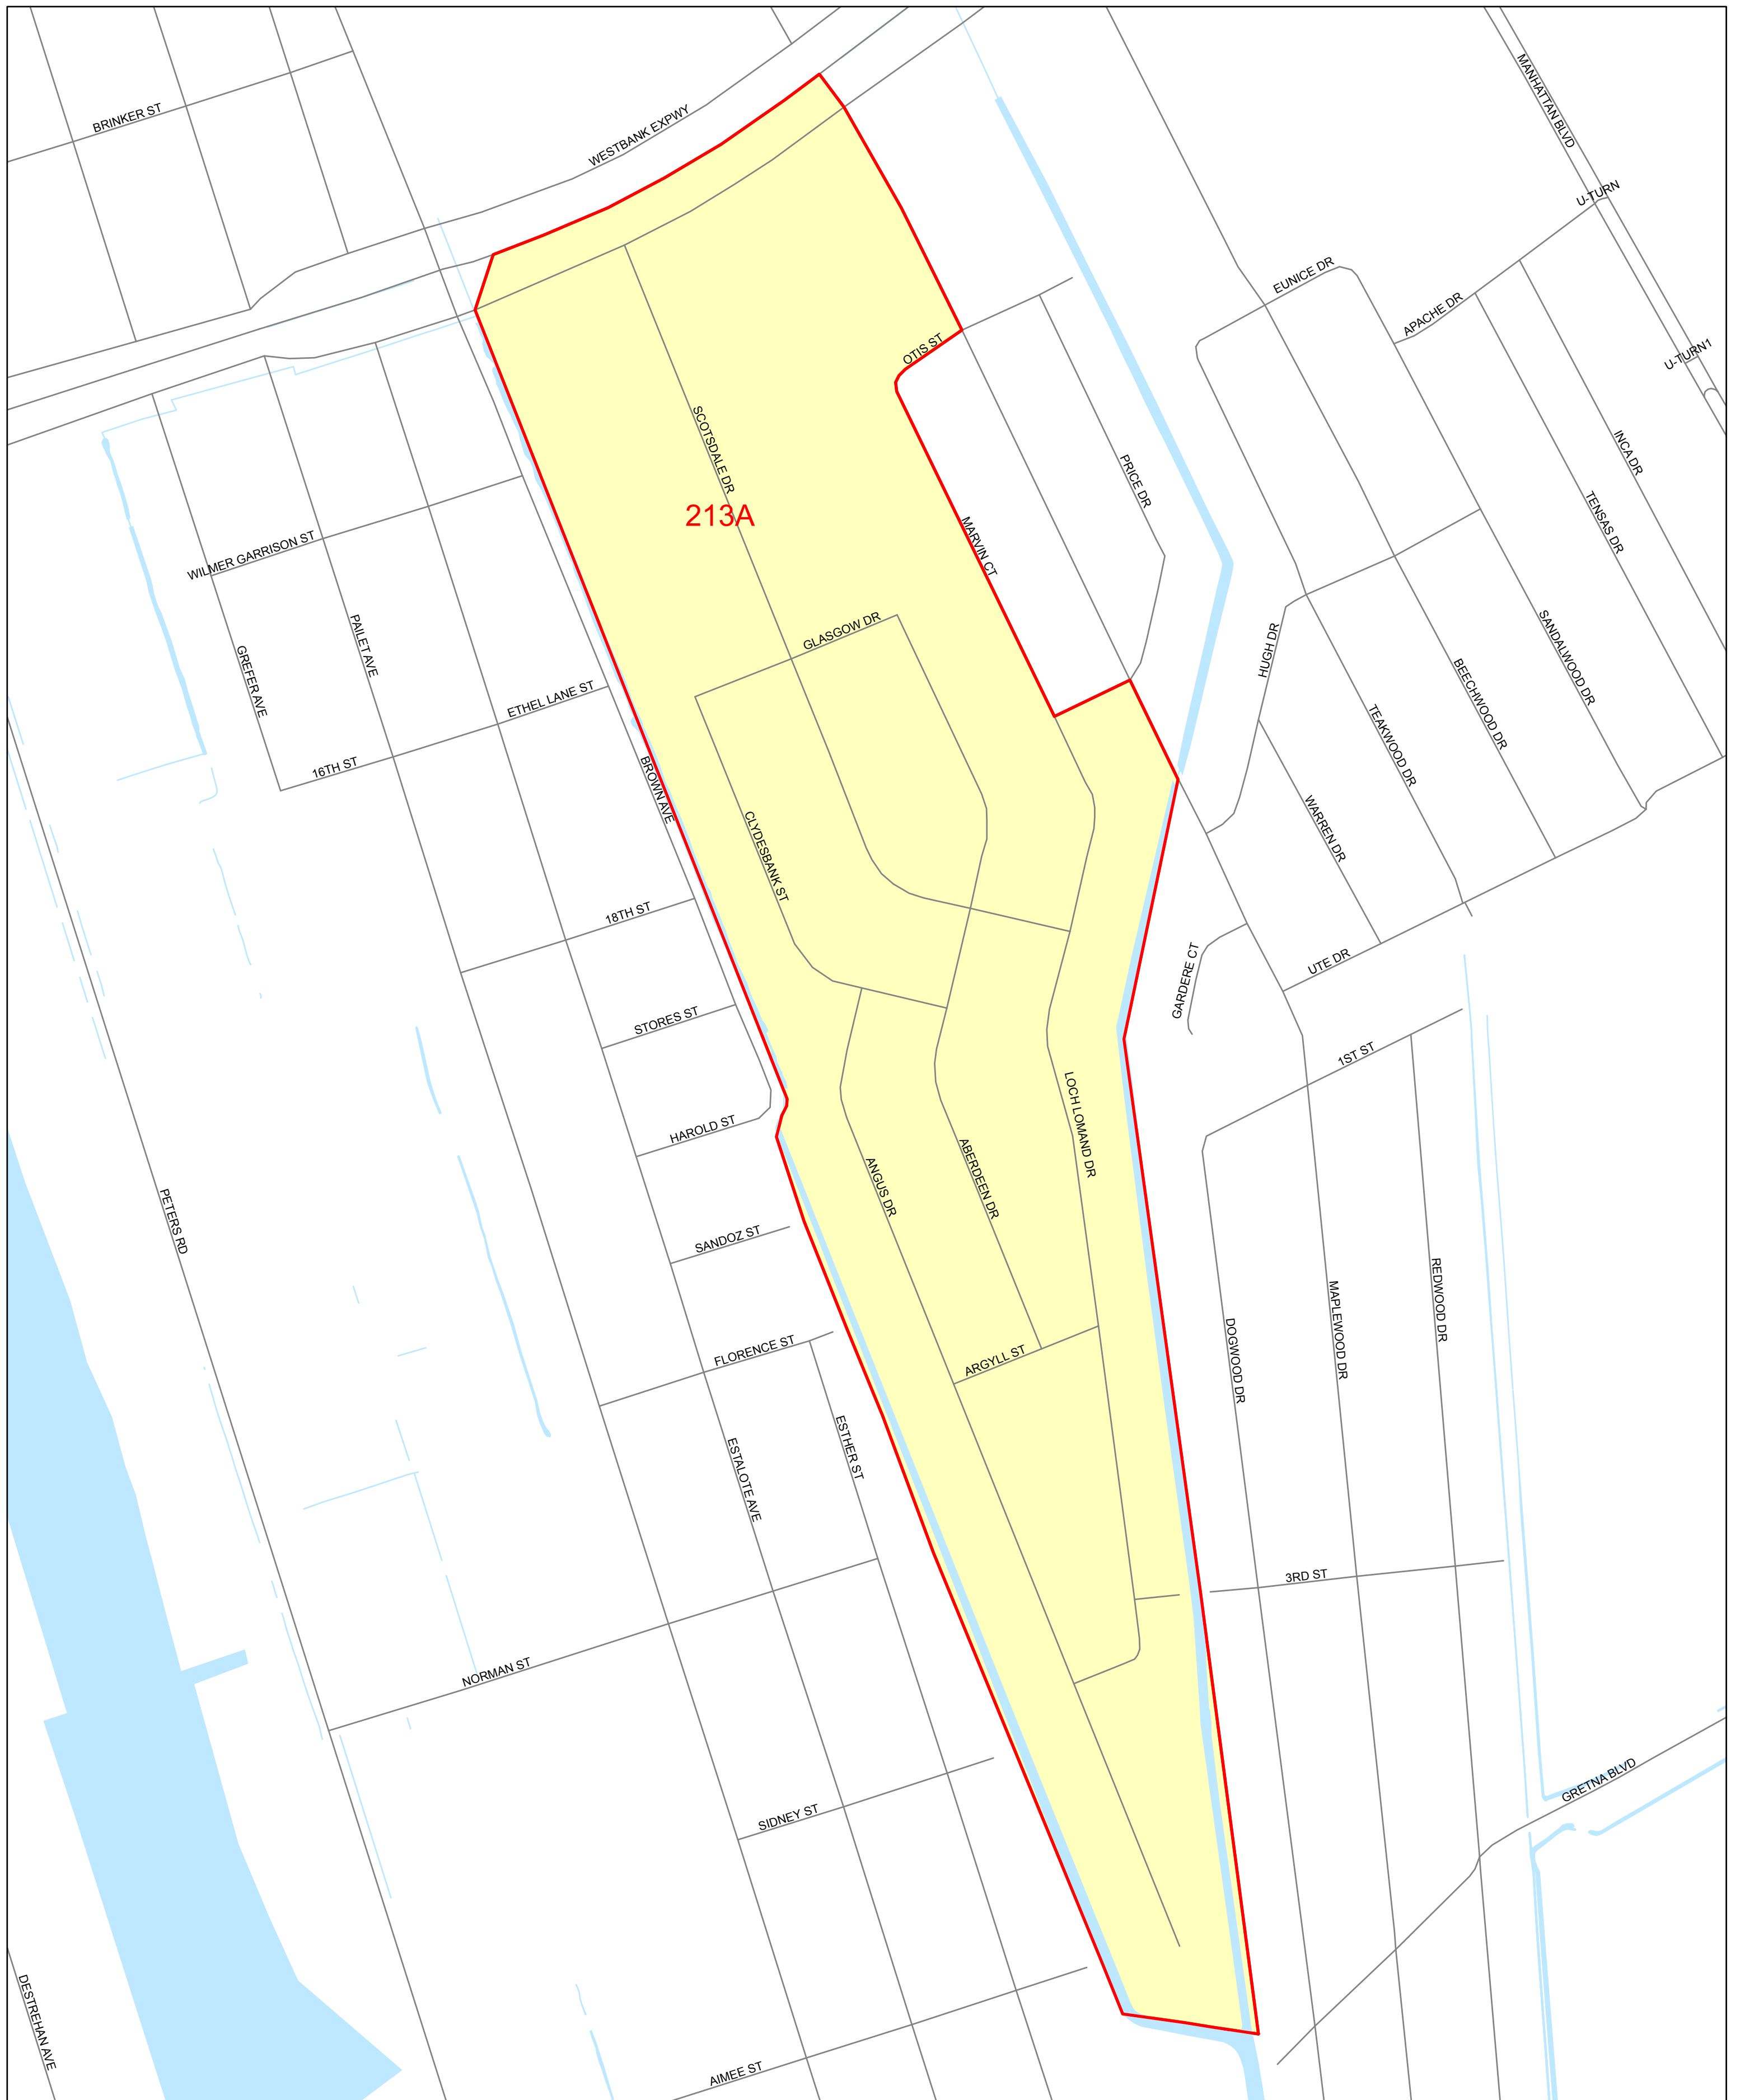 MANHATTAN BLVD
BRINKER ST
WESTBANK EXPWY
U-TURN
EUNICE DR
APACHE DR
U-TURN1
OTIS ST
SCOTSDALE DR
INCA DR
PRICE DR
TENSAS DR
213A
MARVIN CT
WILMER GARRISON ST
PAILET AVE
GLASGOW DR
HUGH DR
SANDALWOOD DR
GREFER AVE
BEECHWOOD DR
ETHEL LANE ST
TEAKWOOD DR
16TH ST
BROWN AVE
WARREN DR
CLYDESBANK ST
18TH ST
GARDERE CT
UTE DR
STORES ST
1ST ST
HAROLD ST
LOCH LOMAND DR
ABERDEEN DR
ANGUS DR
PETERS RD
SANDOZ ST
REDWOOD DR
MAPLEWOOD DR
FLORENCE ST
DOGWOOD DR
ARGYLL ST
ESTHER ST
ESTALOTE AVE
3RD ST
NORMAN ST
GRETNA BLVD
SIDNEY ST
DESTREHAN AVE
AIMEE ST